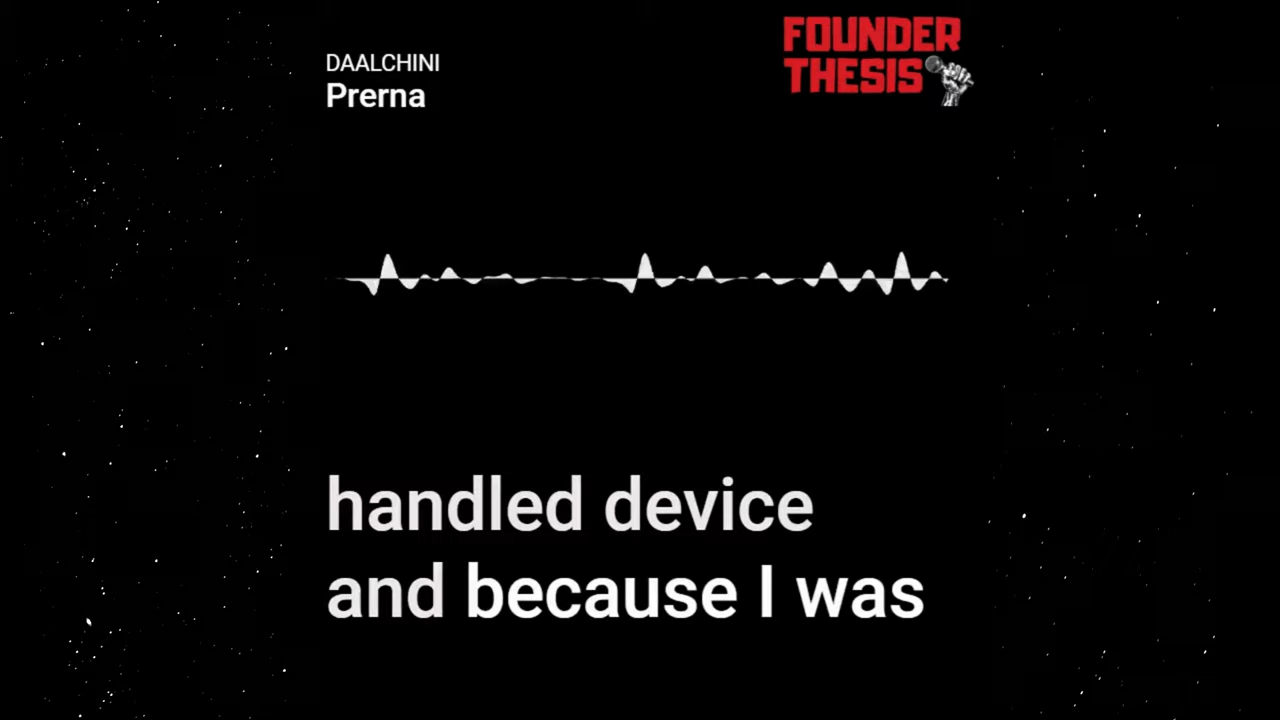 DAALCHINI
Prerna
FOUNDER
THESIS
handled device
and because I was